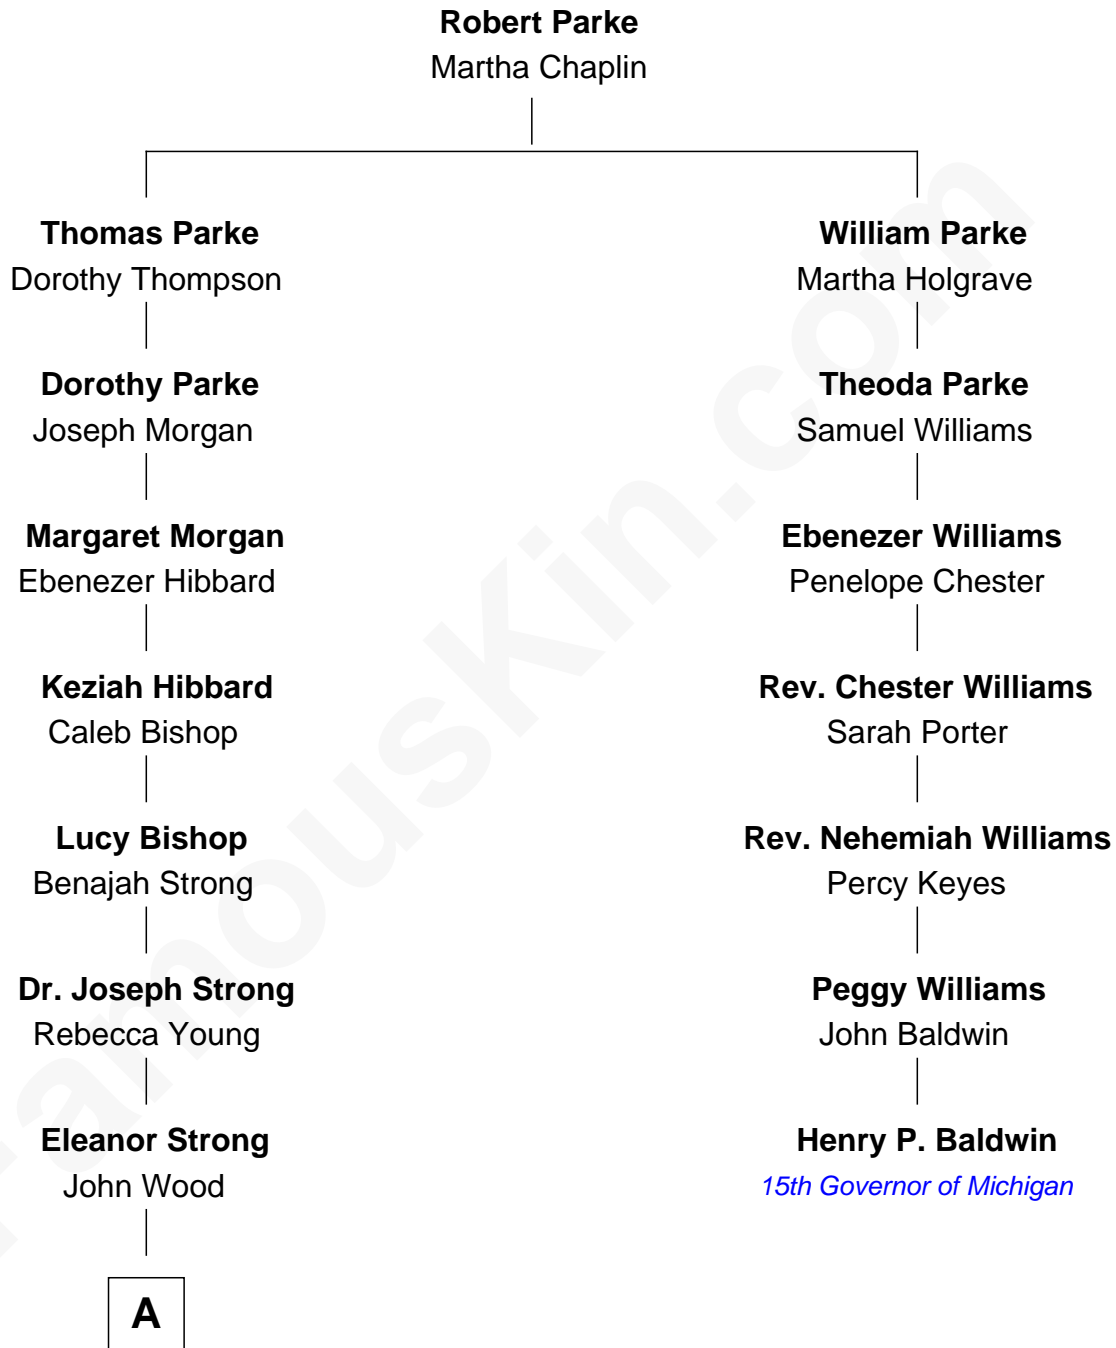 Robert Parke
Martha Chaplin
Thomas Parke
Dorothy Thompson
William Parke
Martha Holgrave
Dorothy Parke
Joseph Morgan
Theoda Parke
Samuel Williams
Margaret Morgan
Ebenezer Hibbard
Ebenezer Williams
Penelope Chester
Keziah Hibbard
Caleb Bishop
Rev. Chester Williams
Sarah Porter
Lucy Bishop
Benajah Strong
Rev. Nehemiah Williams
Percy Keyes
Dr. Joseph Strong
Rebecca Young
Peggy Williams
John Baldwin
Eleanor Strong
John Wood
Henry P. Baldwin
15th Governor of Michigan
A
FamousKin.com